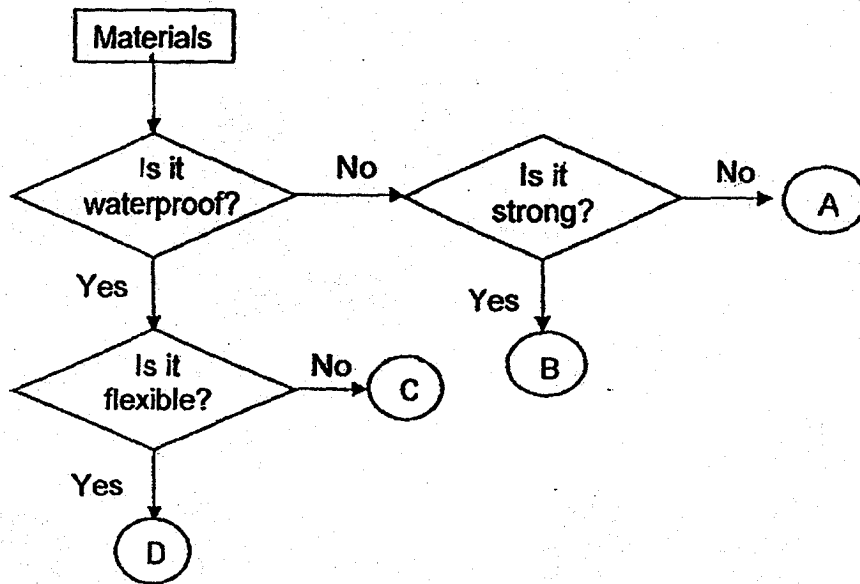 Materials
Is it
waterproof?
No
Is it
strong?
No
A
Yes
Yes
B
Is it
flexible?
No
C
Yes
D